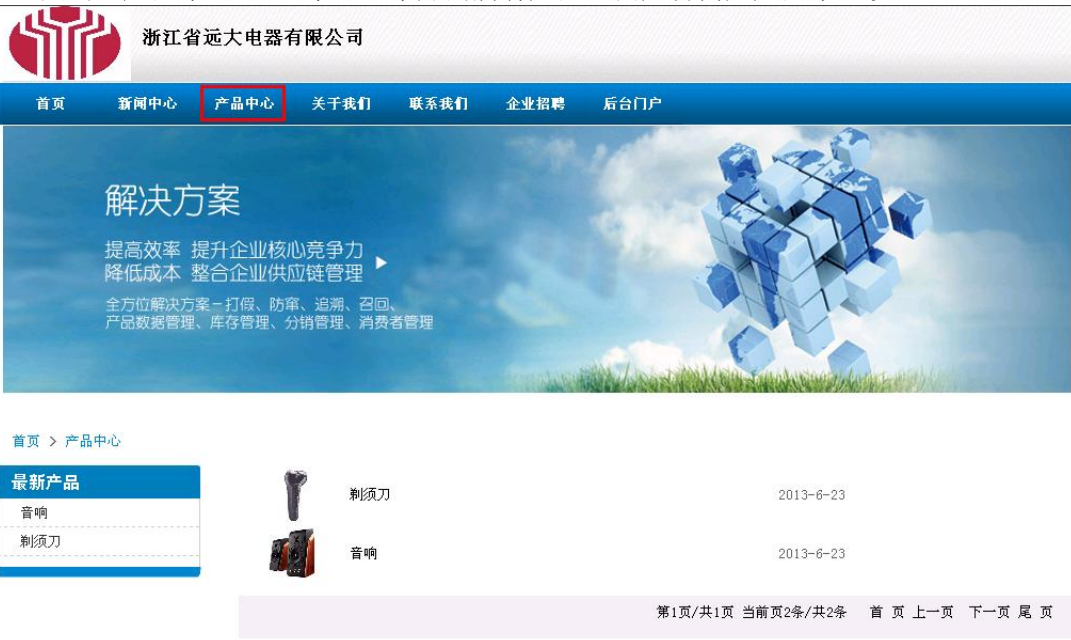 浙江省远大电器有限公司
首页 新闻中心 产品中心 关于我们 联系我们 企业招聘 后台门户
解决方案
提高效率 提升企业核心竞争力
降低成本 整合企业供应链管理
全方位解决方案-打假、防窜、追溯、召回、
产品数据管理、库存管理、分销管理、消费者管理
首页 > 产品中心
最新产品
音响
剃须刀
剃须刀 2013-6-23
音响 2013-6-23
第1页/共1页 当前页2条/共2条 首 页 上一页 下一页 尾 页